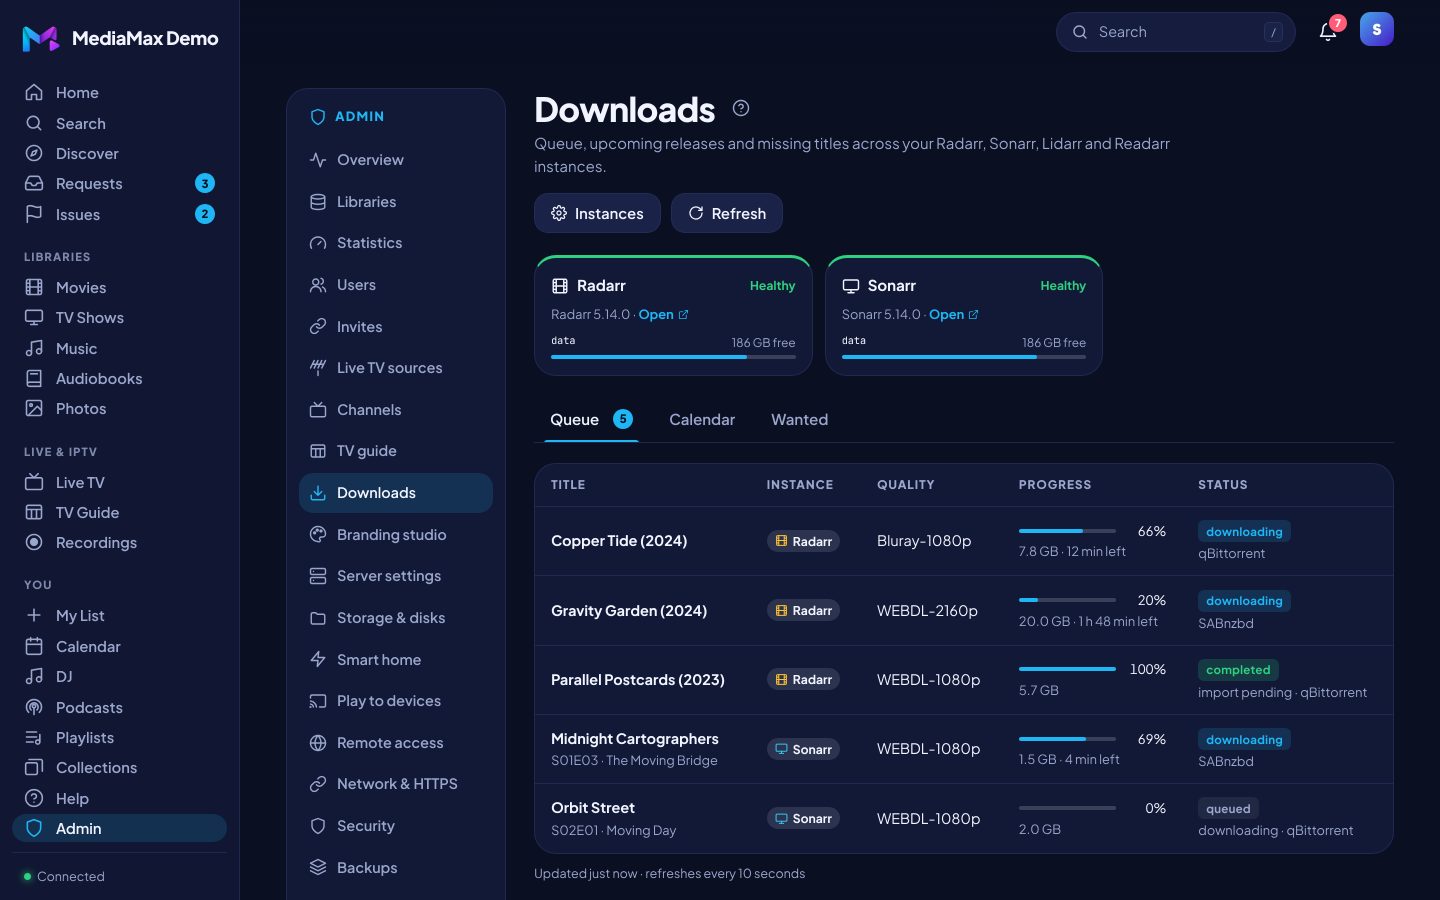 MediaMax Demo
Search
/
7
S
Home
Search
Discover
Requests 3
Issues 2
LIBRARIES
Movies
TV Shows
Music
Audiobooks
Photos
LIVE & IPTV
Live TV
TV Guide
Recordings
YOU
My List
Calendar
DJ
Podcasts
Playlists
Collections
Help
Admin
Connected
ADMIN
Overview
Libraries
Statistics
Users
Invites
Live TV sources
Channels
TV guide
Downloads
Branding studio
Server settings
Storage & disks
Smart home
Play to devices
Remote access
Network & HTTPS
Security
Backups
Downloads
Queue, upcoming releases and missing titles across your Radarr, Sonarr, Lidarr and Readarr
instances.
Instances Refresh
Radarr Healthy
Radarr 5.14.0 · Open
data 186 GB free
Sonarr Healthy
Sonarr 5.14.0 · Open
data 186 GB free
Queue 5 Calendar Wanted
TITLE INSTANCE QUALITY PROGRESS STATUS
Copper Tide (2024) Radarr Bluray-1080p 66% downloading
7.8 GB · 12 min left qBittorrent
Gravity Garden (2024) Radarr WEBDL-2160p 20% downloading
20.0 GB · 1 h 48 min left SABnzbd
Parallel Postcards (2023) Radarr WEBDL-1080p 100% completed
5.7 GB import pending · qBittorrent
Midnight Cartographers Sonarr WEBDL-1080p 69% downloading
S01E03 · The Moving Bridge 1.5 GB · 4 min left SABnzbd
Orbit Street Sonarr WEBDL-1080p 0% queued
S02E01 · Moving Day 2.0 GB downloading · qBittorrent
Updated just now · refreshes every 10 seconds